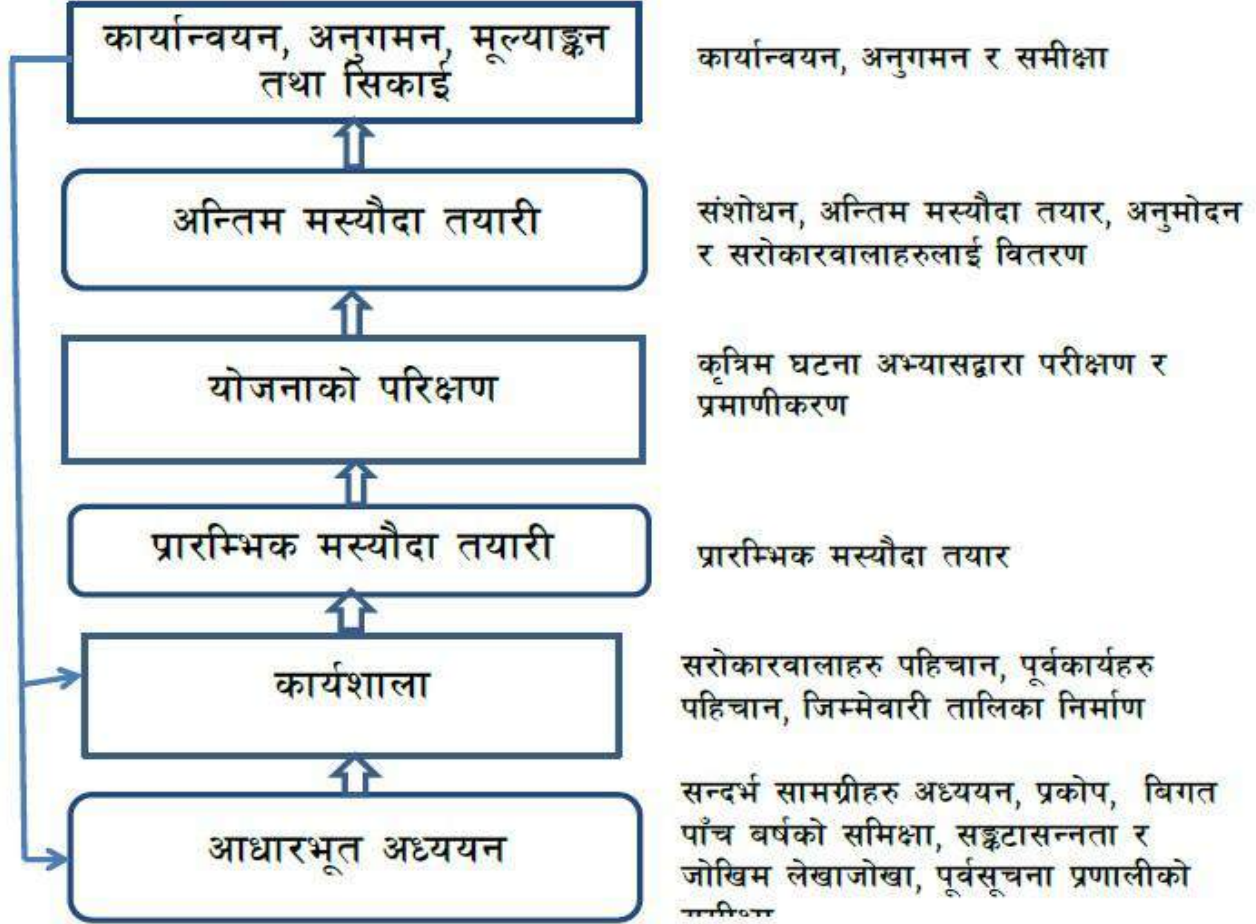 कार्यान्वयन, अनुगमन, मूल्याङ्कन
तथा सिकाई
कार्यान्वयन, अनुगमन र समीक्षा
अन्तिम मस्यौदा तयारी
संशोधन, अन्तिम मस्यौदा तयार, अनुमोदन
र सरोकारवालाहरुलाई वितरण
योजनाको परिक्षण
कृत्रिम घटना अभ्यासद्वारा परीक्षण र
प्रमाणीकरण
प्रारम्भिक मस्यौदा तयारी
प्रारम्भिक मस्यौदा तयार
कार्यशाला
सरोकारवालाहरु पहिचान, पूर्वकार्यहरु
पहिचान, जिम्मेवारी तालिका निर्माण
आधारभूत अध्ययन
सन्दर्भ सामग्रीहरु अध्ययन, प्रकोप, बिगत
पाँच बर्षको समिक्षा, सङ्कटासन्नता र
जोखिम लेखाजोखा, पूर्वसूचना प्रणालीको